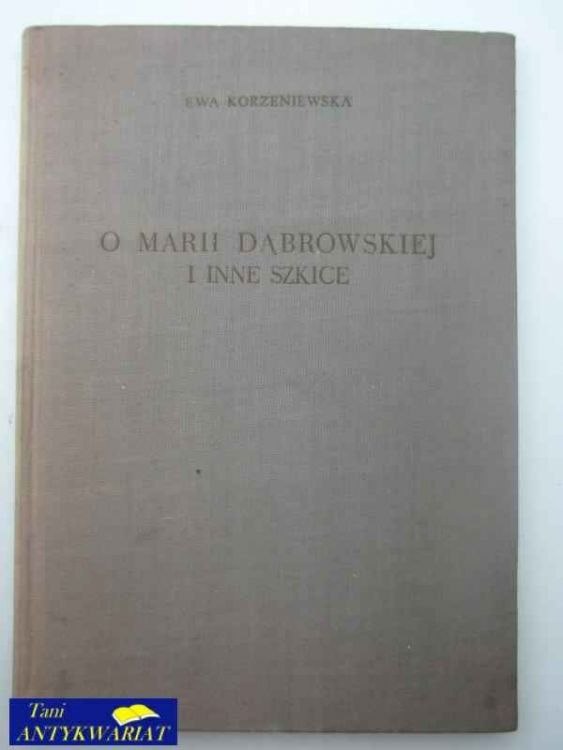 EWA KORZENIEWSKA
O MARII DĄBROWSKIEJ
I INNE SZKICE
Tani
ANTYKWARIAT